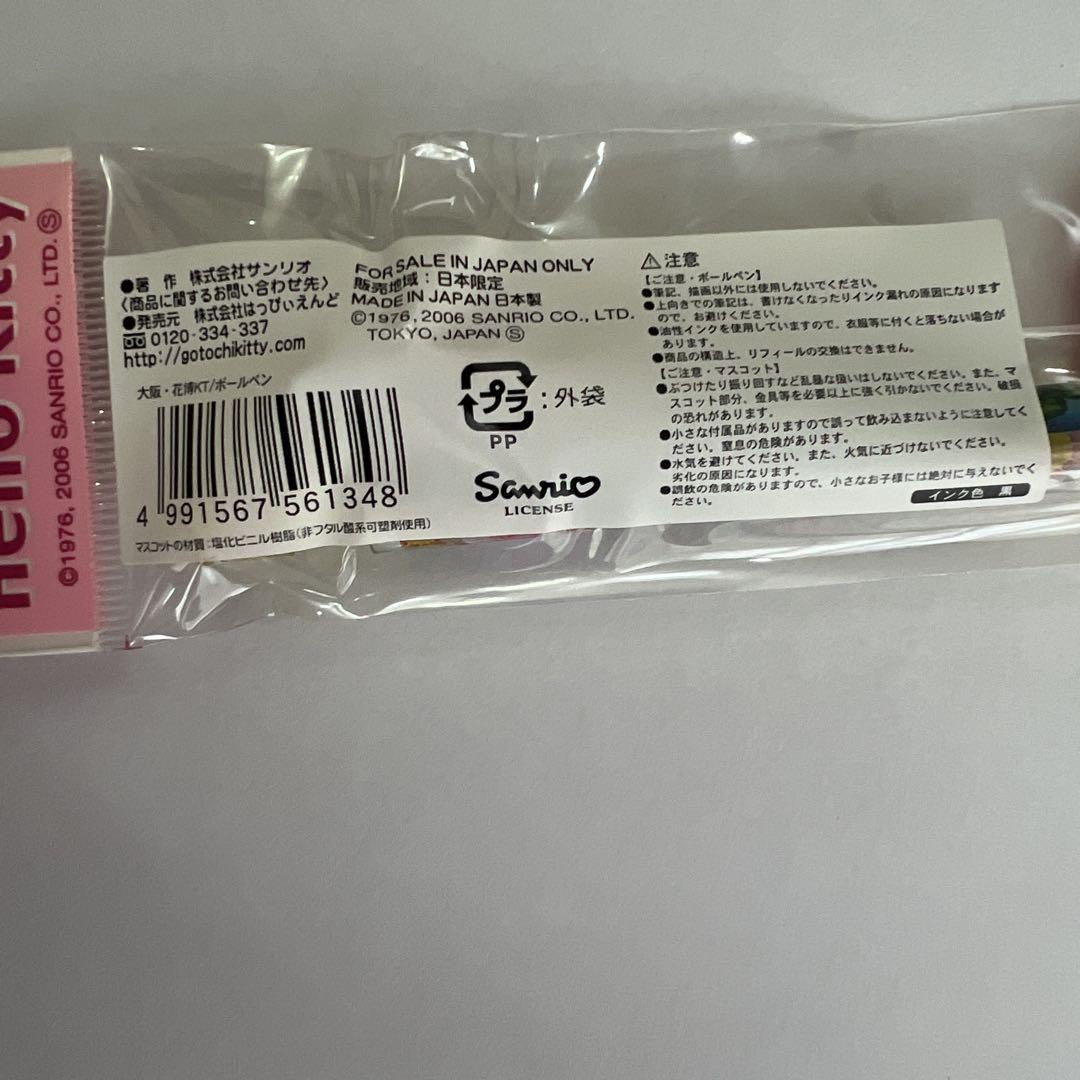 Hello Kitty
©1976, 2006 SANRIO CO., LTD. Ⓢ
●著 作 株式会社サンリオ
〈商品に関するお問い合わせ先〉
●発売元 株式会社はっぴぃえんど
0120-334-337
http://gotochikitty.com
大阪・花博KT/ボールペン
4 991567 561348
マスコットの材質:塩化ビニル樹脂(非フタル酸系可塑剤使用)
FOR SALE IN JAPAN ONLY
販売地域:日本限定
MADE IN JAPAN 日本製
©1976, 2006 SANRIO CO., LTD.
TOKYO, JAPAN Ⓢ
プラ:外袋
PP
Sanrio
LICENSE
⚠注意
【ご注意・ボールペン】
●筆記、描画以外には使用しないでください。
●上向きでの筆記は、書けなくなったりインク漏れの原因になります
ので、お避けください。
●油性インクを使用していますので、衣服等に付くと落ちない場合が
あります。
●商品の構造上、リフィールの交換はできません。
【ご注意・マスコット】
●ぶつけたり振り回すなど乱暴な扱いはしないでください。また、マ
スコット部分、金具等を必要以上に強く引かないでください。破損
の恐れがあります。
●小さな付属品がありますので誤って飲み込まないように注意してく
ださい。窒息の危険があります。
●水気を避けてください。また、火気に近づけないでください。
劣化の原因になります。
●誤飲の危険がありますので、小さなお子様には絶対に与えないでく
ださい。
インク色 黒